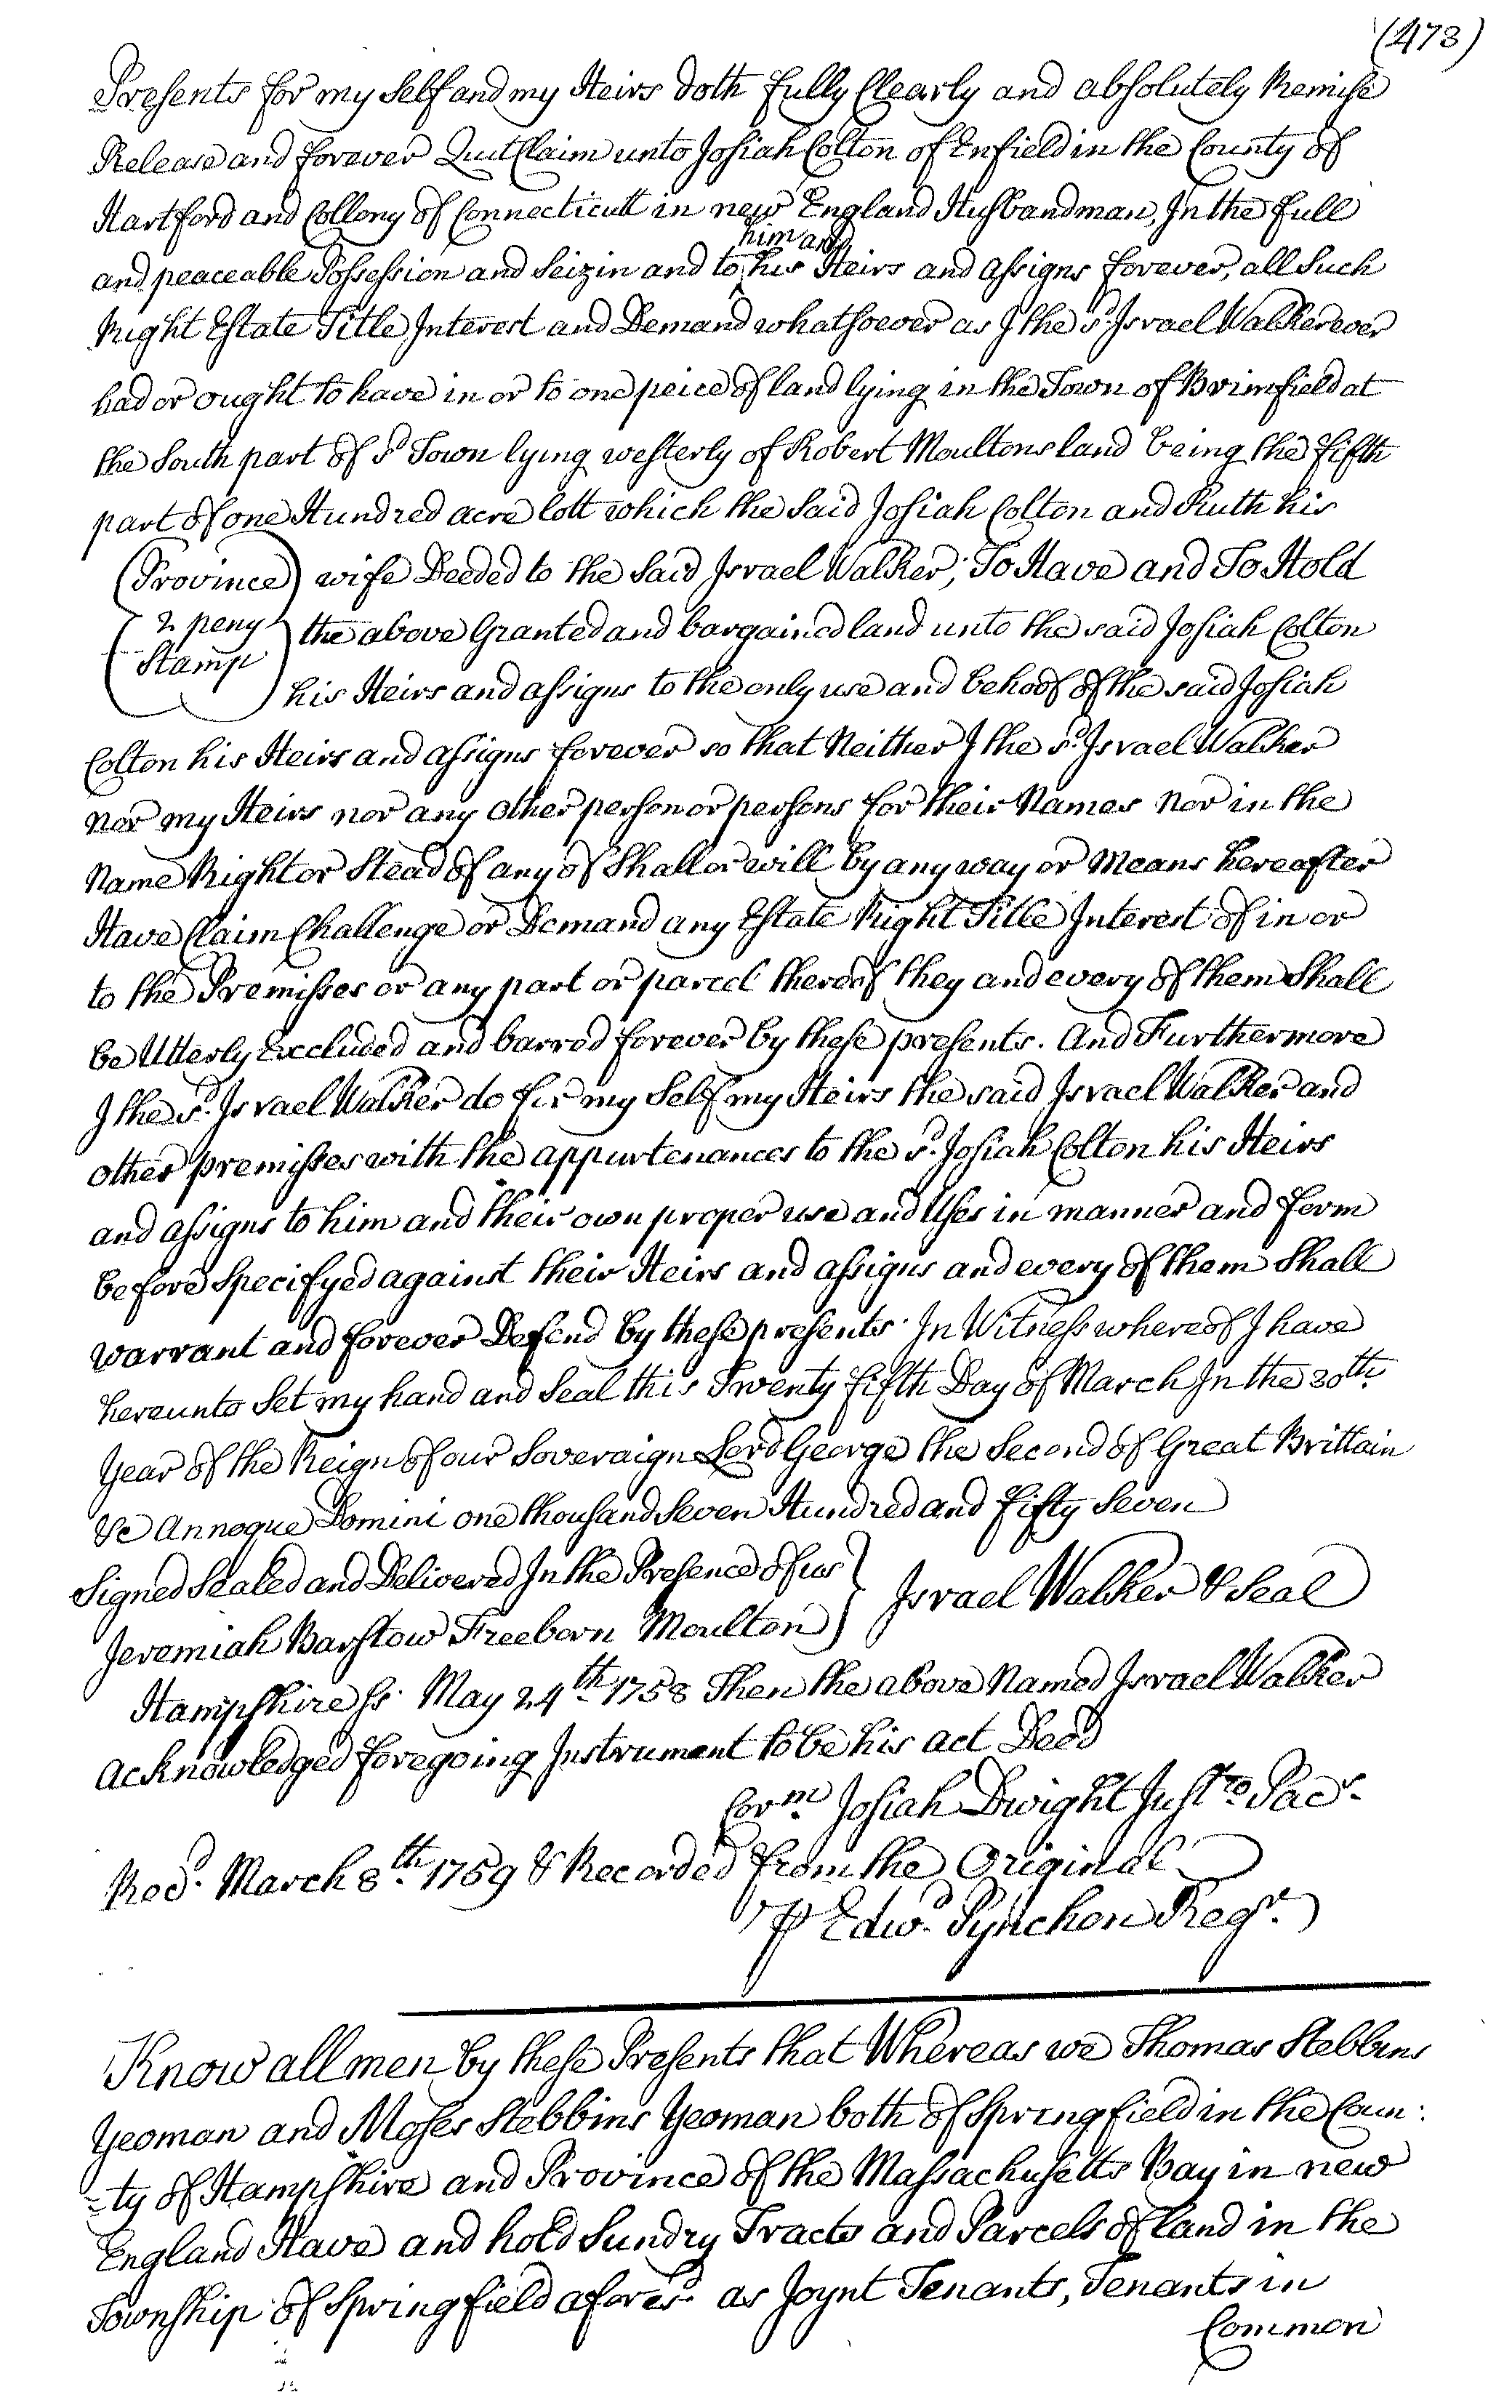 (473)
Presents for my Self and my Heirs doth fully Clearly and absolutely Remise
Release and forever QuitClaim unto Josiah Colton of Enfield in the County of
Hartford and Collony of Connecticutt in new England Husbandman, In the full
him and
and peaceable Possession and Seizin and to his Heirs and assigns forever, all Such
Right Estate Title Interest and Demand whatsoever as I the sd. Israel Walker ever
had or ought to have in or to one peice of land lying in the Town of Brimfield at
the South part of sd Town lying westerly of Robert Moultons land being the fifth
part of one Hundred acre lott which the Said Josiah Colton and Ruth his
(Province) wife Deeded to the Said Israel Walker; To Have and To Hold
2 peny the above Granted and bargained land unto the said Josiah Colton
Stamp his Heirs and assigns to the only use and behoof of the said Josiah
Colton his Heirs and assigns forever so that Neither I the sd. Israel Walker
nor my Heirs nor any other person or persons for their Names nor in the
Name Right or Stead of any of Shall or will by any way or Means hereafter
Have Claim Challenge or Demand any Estate Right Title Interest of in or
to the Premisses or any part or parcel thereof they and every of them Shall
be Utterly Excluded and barred forever by these presents. And Furthermore
I the sd. Israel Walker do for my Self my Heirs the said Israel Walker and
other premisses with the appurtenances to the sd. Josiah Colton his Heirs
and assigns to him and their own proper use and Uses in manner and form
before Specifyed against their Heirs and assigns and every of them Shall
warrant and forever Defend by these presents. In Witness whereof I have
hereunto Set my hand and Seal this Twenty fifth Day of March In the 30th.
Year of the Reign of our Soveraign Lord George the Second of Great Brittain
&c Annoque Domini one thousand Seven Hundred and fifty Seven
Signed Sealed and Delivered In the Presence of us } Israel Walker & Seal
Jeremiah Barstow Freeborn Moulton
Hampshire Ss. May 24th. 1758 Then the above Named Israel Walker
acknowledged foregoing Instrument to be his act Deed
Corm. Josiah Dwight Justo Pacs.
Recd. March 8th. 1759 & Recorded from the Original
⅌ Edwd. Pynchon Regr.
Know all men by these Presents that Whereas we Thomas Stebbins
Yeoman and Moses Stebbins Yeoman both of Springfield in the Coun:
=ty of Hampshire and Province of the Massachusetts Bay in new
England Have and hold Sundry Tracts and Parcels of land in the
Township of Springfield aforesd. as Joynt Tenants, Tenants in
Common